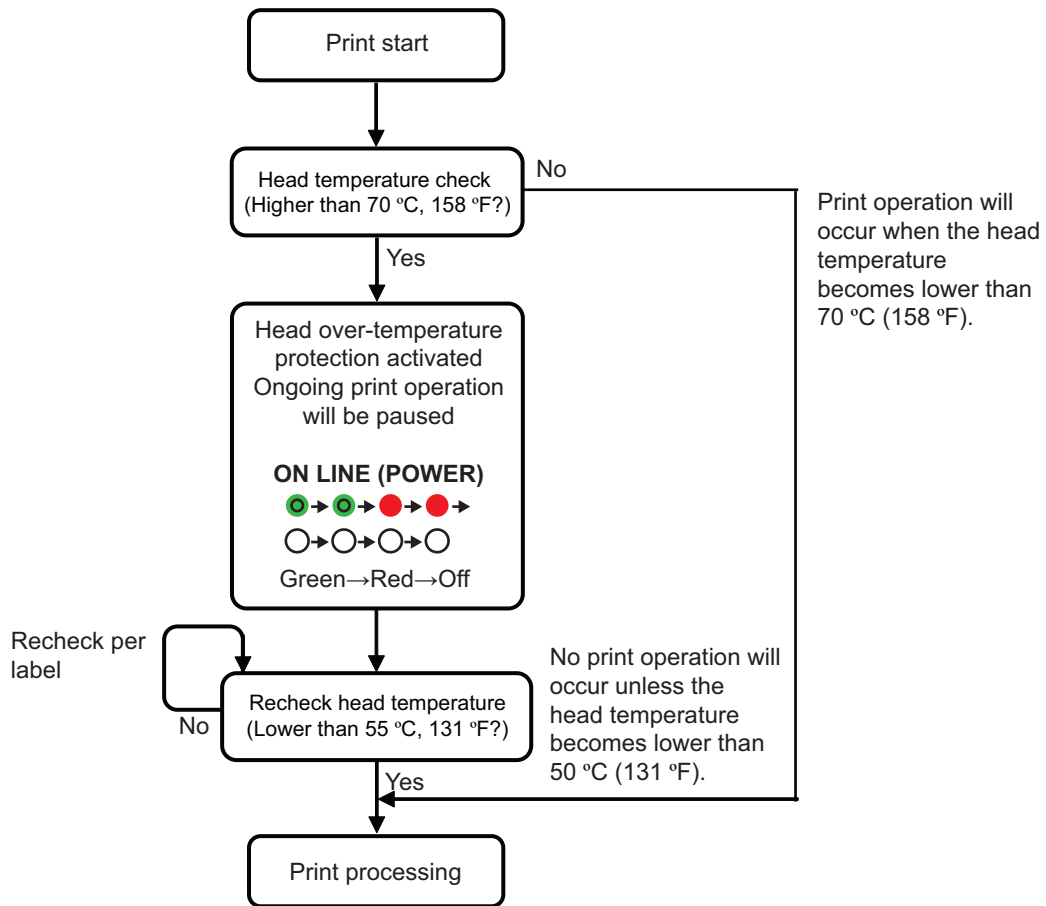 Print start
Head temperature check
(Higher than 70 ºC, 158 ºF?)
No
Print operation will
occur when the head
temperature
becomes lower than
70 ºC (158 ºF).
Yes
Head over-temperature
protection activated
Ongoing print operation
will be paused
ON LINE (POWER)
Green→Red→Off
Recheck per
label
No
Recheck head temperature
(Lower than 55 ºC, 131 ºF?)
No print operation will
occur unless the
head temperature
becomes lower than
50 ºC (131 ºF).
Yes
Print processing